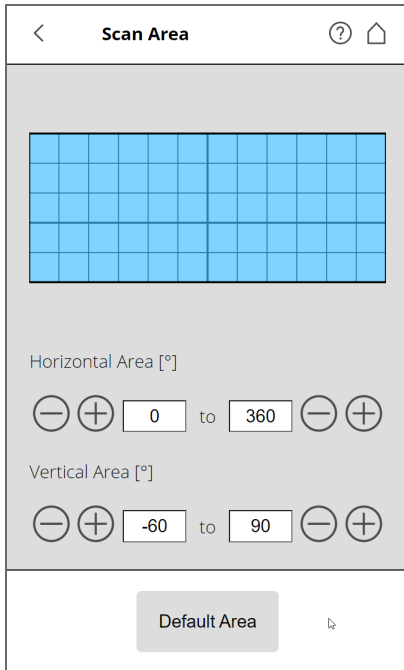 Scan Area
?
Horizontal Area [°]
0 to 360
Vertical Area [°]
-60 to 90
Default Area